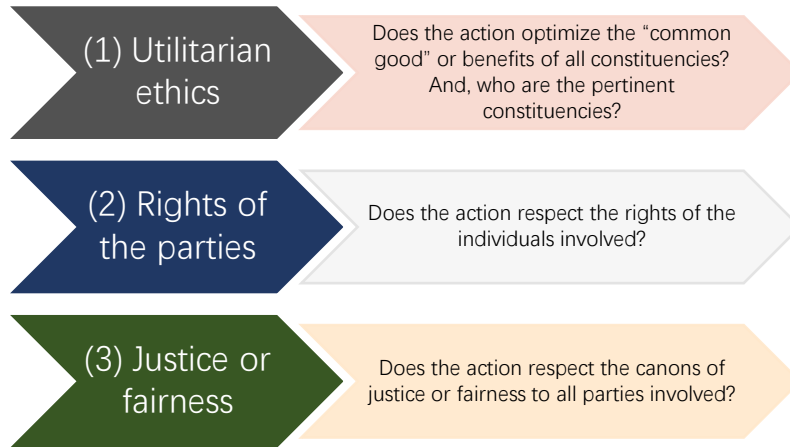 (1) Utilitarian
ethics
Does the action optimize the “common
good” or benefits of all constituencies?
And, who are the pertinent
constituencies?
(2) Rights of
the parties
Does the action respect the rights of the
individuals involved?
(3) Justice or
fairness
Does the action respect the canons of
justice or fairness to all parties involved?